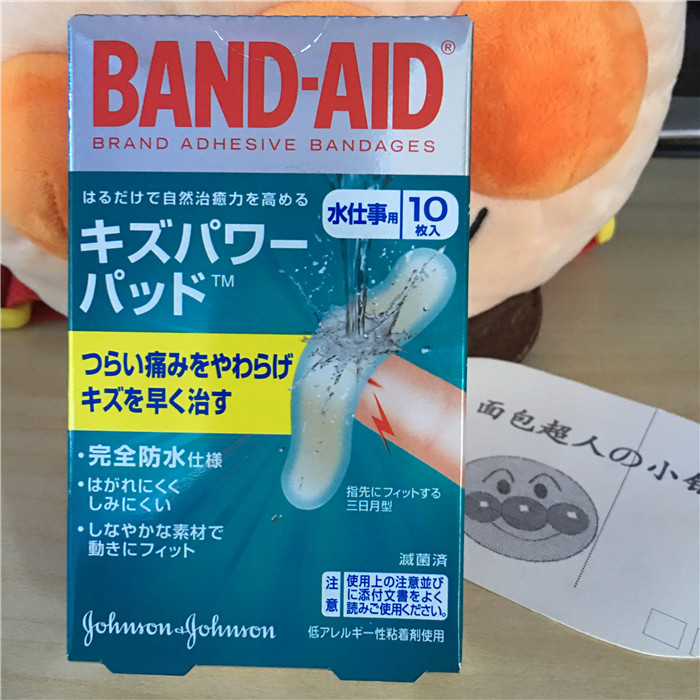 BAND-AID®
BRAND ADHESIVE BANDAGES
はるだけで自然治癒力を高める
水仕事用
10
枚入
キズパワー
パッド™
つらい痛みをやわらげ
キズを早く治す
・完全防水仕様
・はがれにくく
しみにくい
・しなやかな素材で
動きにフィット
指先にフィットする
三日月型
滅菌済
注意
使用上の注意並び
に添付文書をよく
読みご使用ください。
Johnson & Johnson
低アレルギー性粘着剤使用
面包超人の小